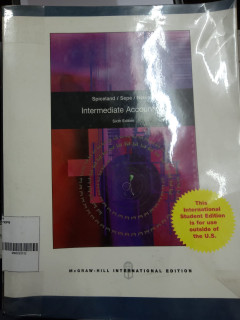 Spiceland / Sepe /
Intermediate Accounting
Sixth Edition
This
International
Student Edition
is for use
outside of
the U.S.
McGRAW-HILL INTERNATIONAL EDITION